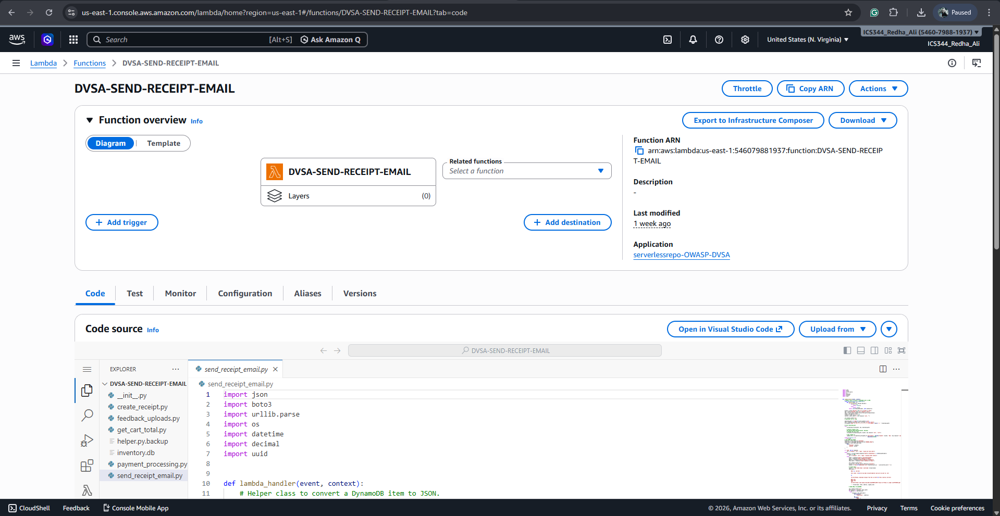 us-east-1.console.aws.amazon.com/lambda/home?region=us-east-1#/functions/DVSA-SEND-RECEIPT-EMAIL?tab=code
Paused
aws
Search
[Alt+S]
Ask Amazon Q
United States (N. Virginia)
ICS344_Redha_Ali (5460-7988-1937)
ICS344_Redha_Ali
Lambda
Functions
DVSA-SEND-RECEIPT-EMAIL
DVSA-SEND-RECEIPT-EMAIL
Throttle
Copy ARN
Actions
Function overview
Info
Export to Infrastructure Composer
Download
Diagram
Template
DVSA-SEND-RECEIPT-EMAIL
Layers
(0)
Related functions
Select a function
+ Add trigger
+ Add destination
Function ARN
arn:aws:lambda:us-east-1:546079881937:function:DVSA-SEND-RECEIP
T-EMAIL
Description
-
Last modified
1 week ago
Application
serverlessrepo-OWASP-DVSA
Code
Test
Monitor
Configuration
Aliases
Versions
Code source
Info
Open in Visual Studio Code
Upload from
DVSA-SEND-RECEIPT-EMAIL
EXPLORER
DVSA-SEND-RECEIPT-EMAIL
__init__.py
create_receipt.py
feedback_uploads.py
get_cart_total.py
helper.py.backup
inventory.db
payment_processing.py
send_receipt_email.py
send_receipt_email.py
send_receipt_email.py
1 import json
2 import boto3
3 import urllib.parse
4 import os
5 import datetime
6 import decimal
7 import uuid
8
9
10 def lambda_handler(event, context):
11 # Helper class to convert a DynamoDB item to JSON.
CloudShell
Feedback
Console Mobile App
© 2026, Amazon Web Services, Inc. or its affiliates.
Privacy
Terms
Cookie preferences